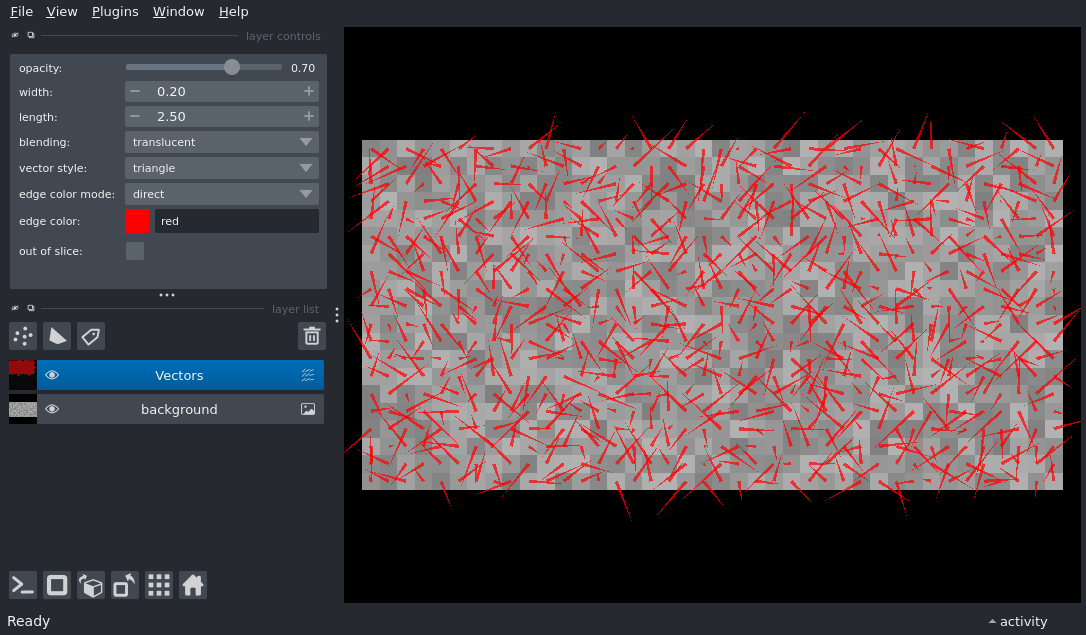 File View Plugins Window Help
layer controls
opacity: 0.70
width: 0.20
length: 2.50
blending: translucent
vector style: triangle
edge color mode: direct
edge color: red
out of slice:
layer list
Vectors
background
Ready activity